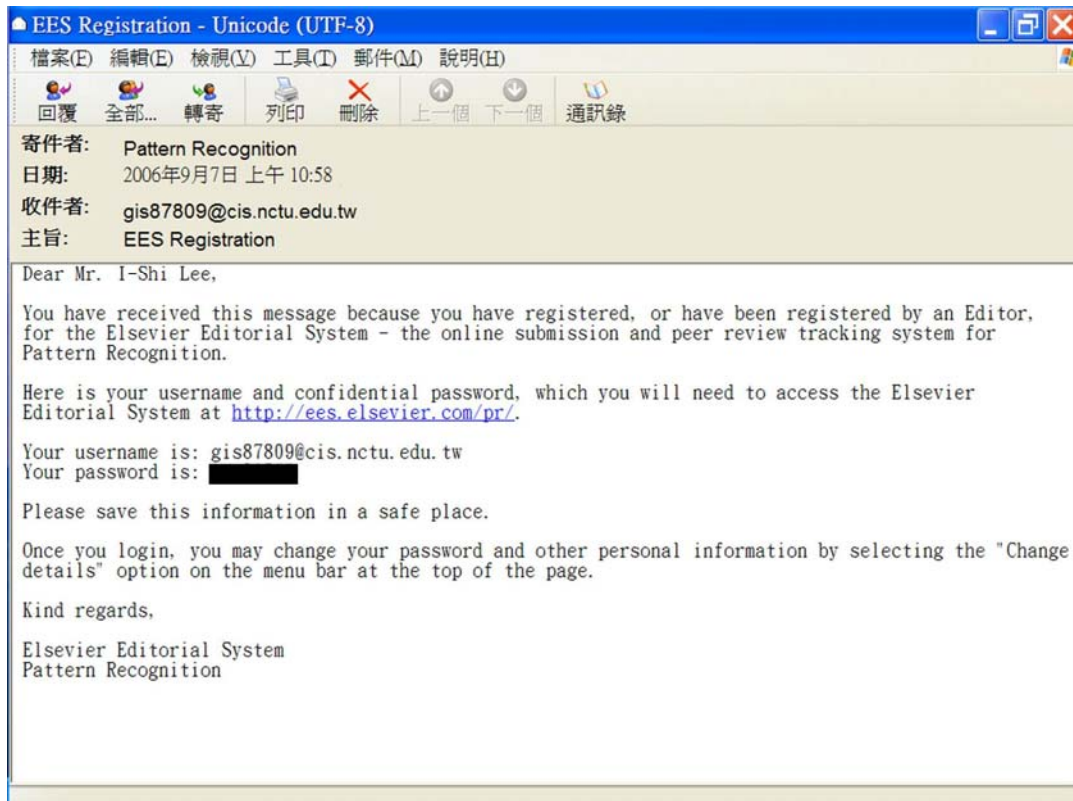 EES Registration - Unicode (UTF-8)
檔案(F) 編輯(E) 檢視(V) 工具(T) 郵件(M) 說明(H)
回覆 全部... 轉寄 列印 刪除 上一個 下一個 通訊錄
寄件者: Pattern Recognition
日期: 2006年9月7日 上午 10:58
收件者: gis87809@cis.nctu.edu.tw
主旨: EES Registration
Dear Mr. I-Shi Lee,
You have received this message because you have registered, or have been registered by an Editor,
for the Elsevier Editorial System - the online submission and peer review tracking system for
Pattern Recognition.
Here is your username and confidential password, which you will need to access the Elsevier
Editorial System at http://ees.elsevier.com/pr/.
Your username is: gis87809@cis.nctu.edu.tw
Your password is:
Please save this information in a safe place.
Once you login, you may change your password and other personal information by selecting the "Change
details" option on the menu bar at the top of the page.
Kind regards,
Elsevier Editorial System
Pattern Recognition